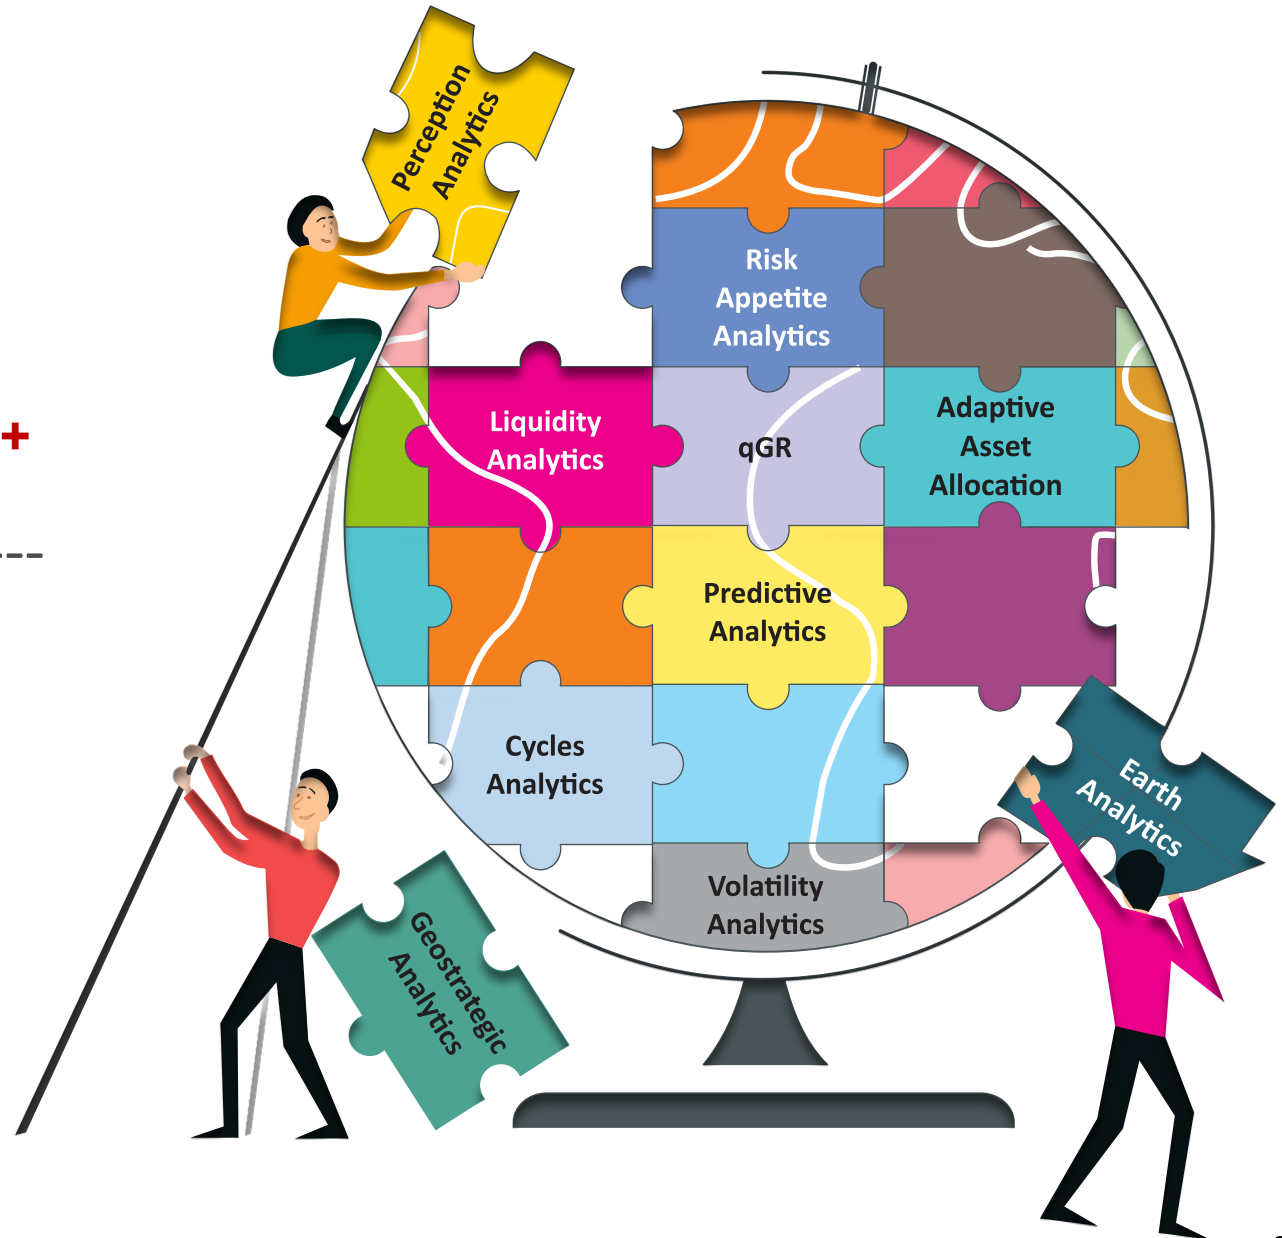 Perception
Analytics
Risk
Appetite
Analytics
+
Liquidity
Analytics
qGR
Adaptive
Asset
Allocation
---
Predictive
Analytics
Cycles
Analytics
Earth
Analytics
Volatility
Analytics
Geostrategic
Analytics